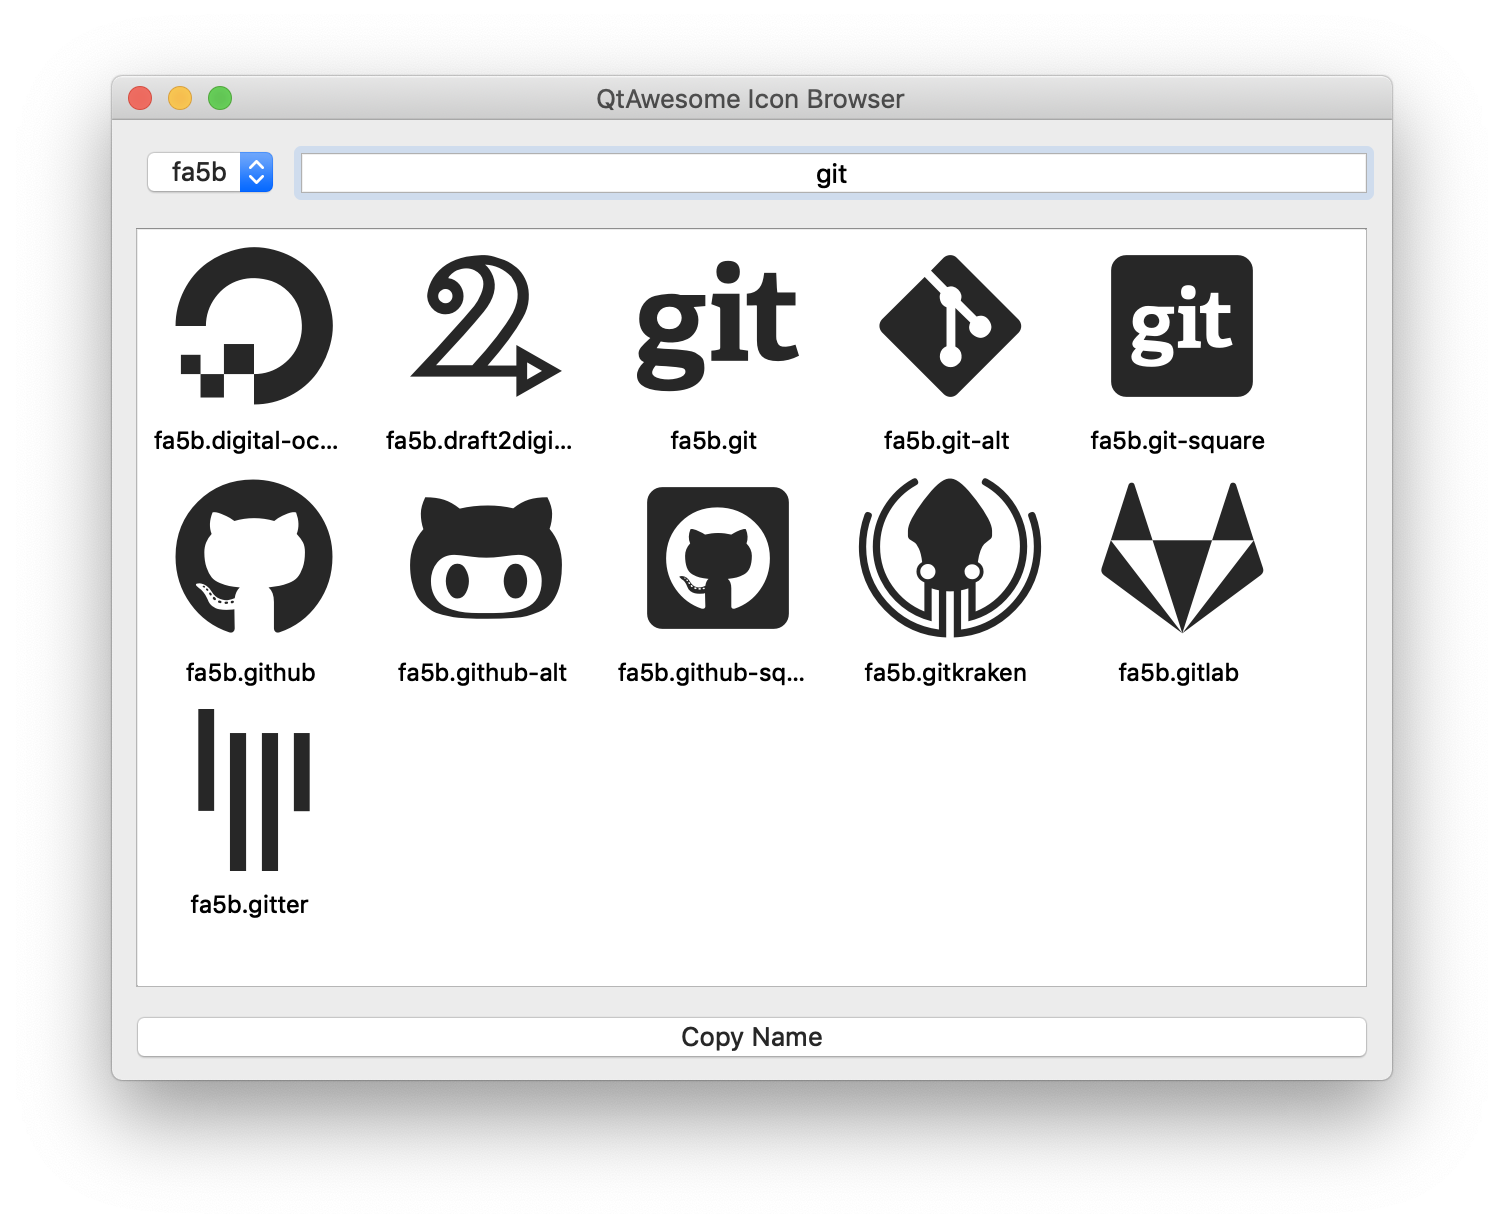 QtAwesome Icon Browser
fa5b
git
git
git
fa5b.digital-oc...
fa5b.draft2digi...
fa5b.git
fa5b.git-alt
fa5b.git-square
fa5b.github
fa5b.github-alt
fa5b.github-sq...
fa5b.gitkraken
fa5b.gitlab
fa5b.gitter
Copy Name